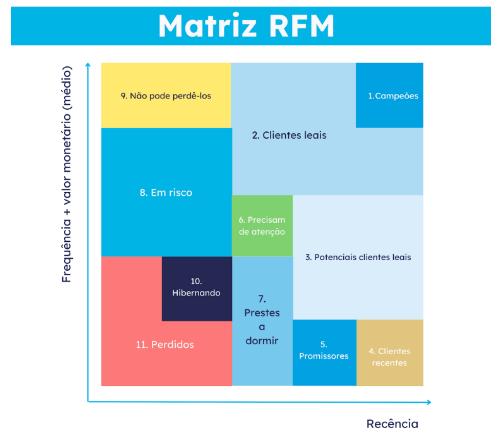 Matriz RFM
Frequência + valor monetário (médio)
9. Não pode perdê-los
1.Campeões
2. Clientes leais
8. Em risco
6. Precisam
de atenção
3. Potenciais clientes leais
10.
Hibernando
7.
Prestes
a
dormir
11. Perdidos
5.
Promissores
4. Clientes
recentes
Recência